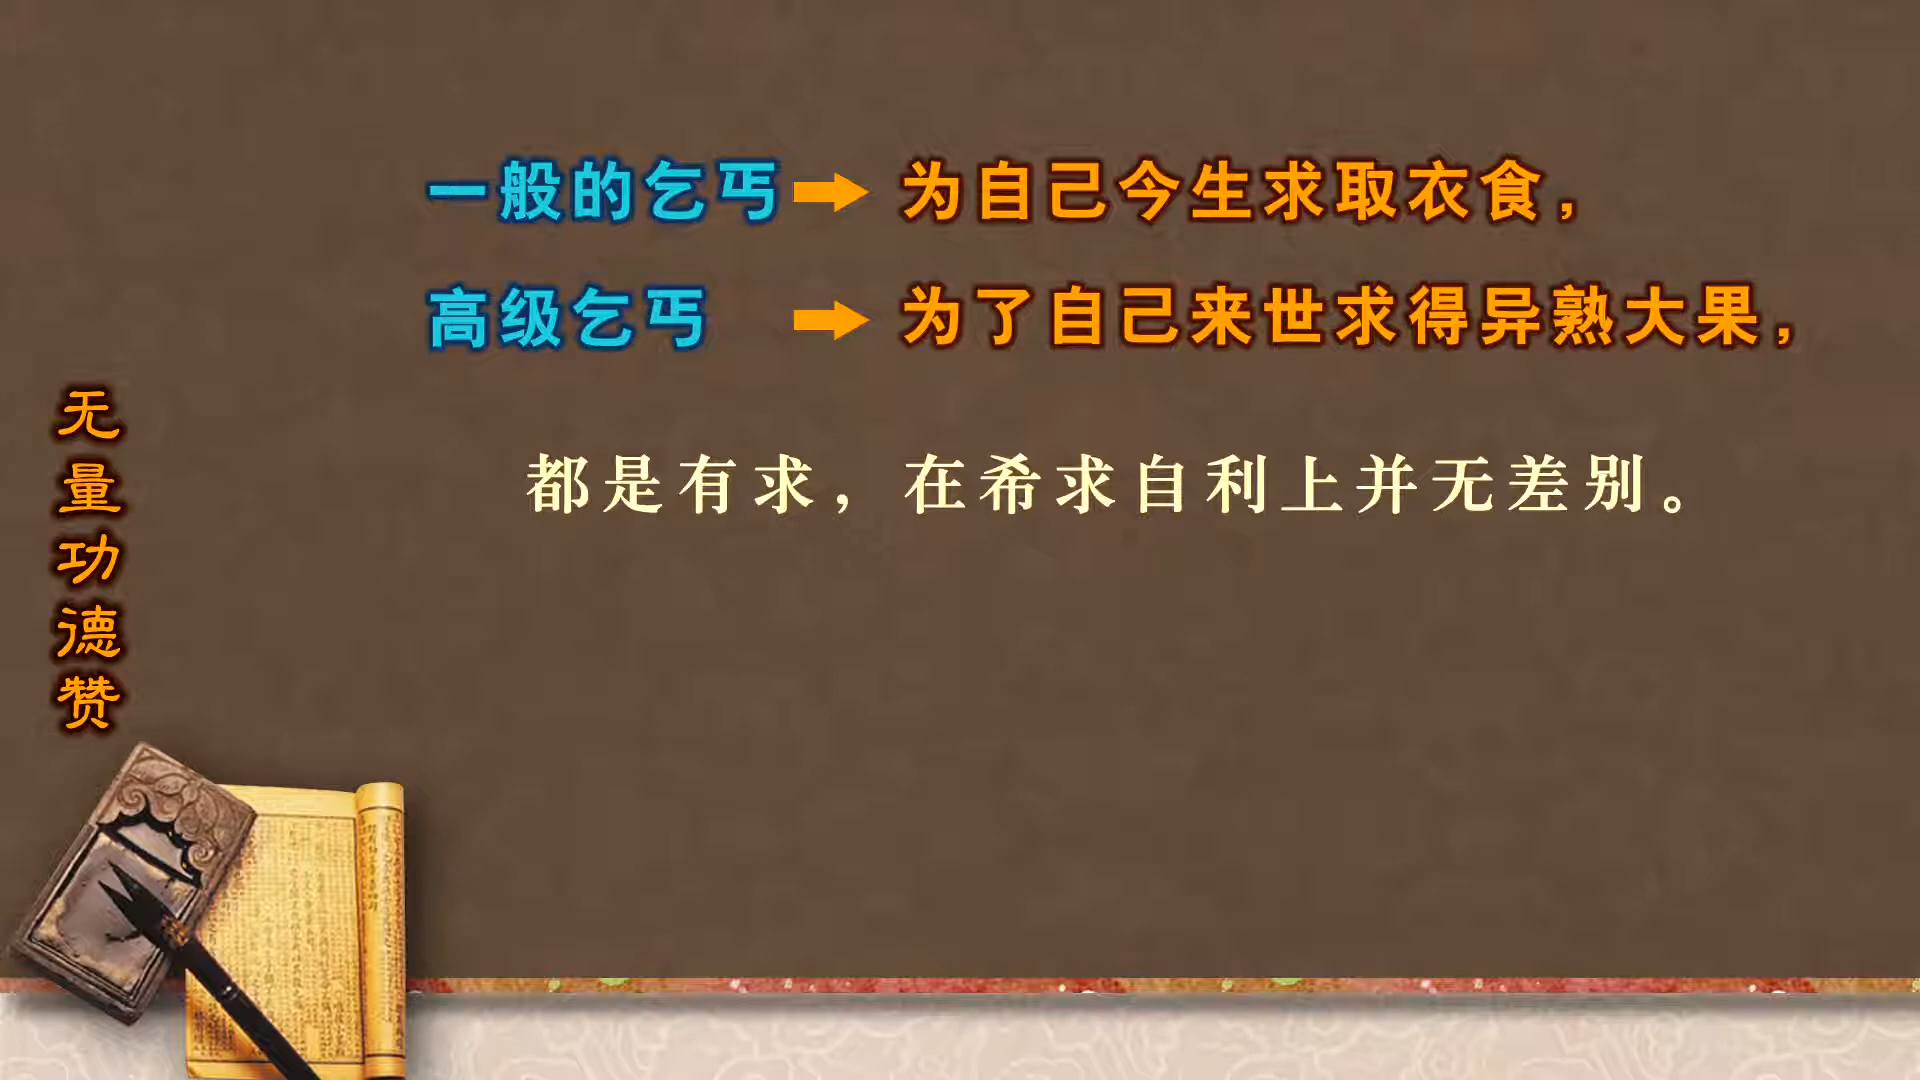 一般的乞丐➡为自己今生求取衣食，
高级乞丐➡为了自己来世求得异熟大果，
都是有求，在希求自利上并无差别。
无量功德赞